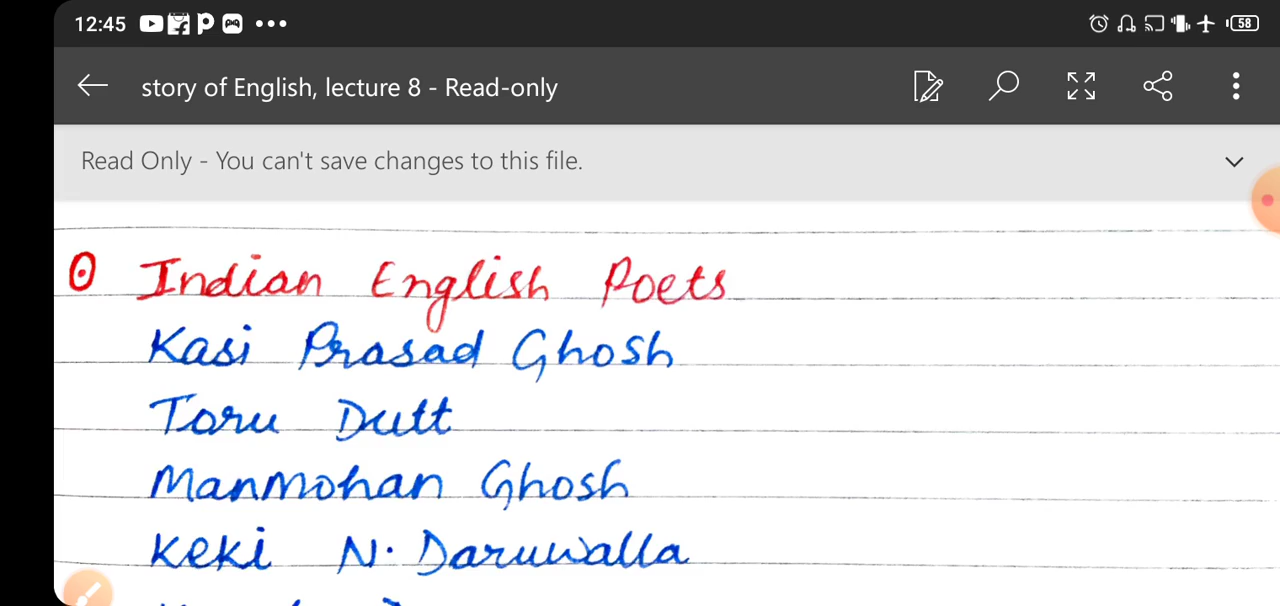 12:45
58
story of English, lecture 8 - Read-only
Read Only - You can't save changes to this file.
Indian English Poets
Kasi Prasad Ghosh
Toru Dutt
Manmohan Ghosh
Keki N. Daruwalla